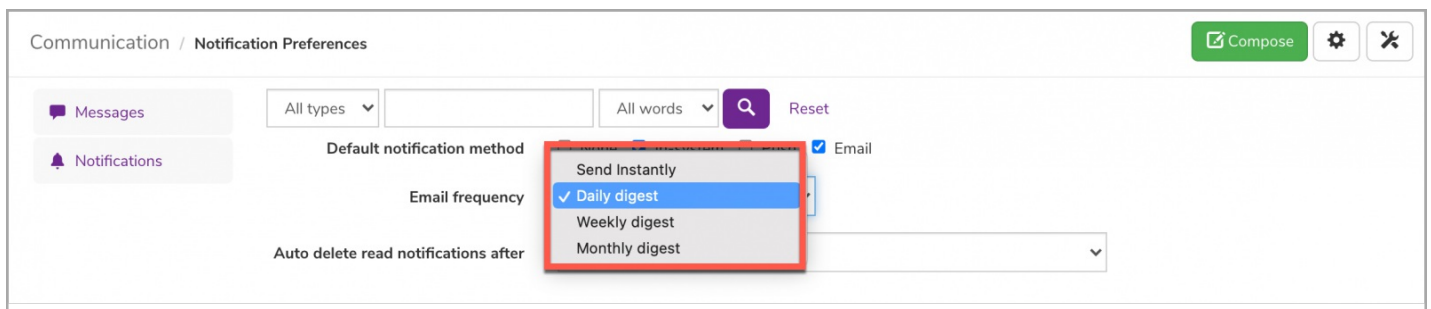 Communication / Notification Preferences
Compose
Messages
Notifications
All types
All words
Reset
Default notification method
Email
Email frequency
Send Instantly
✓ Daily digest
Weekly digest
Monthly digest
Auto delete read notifications after